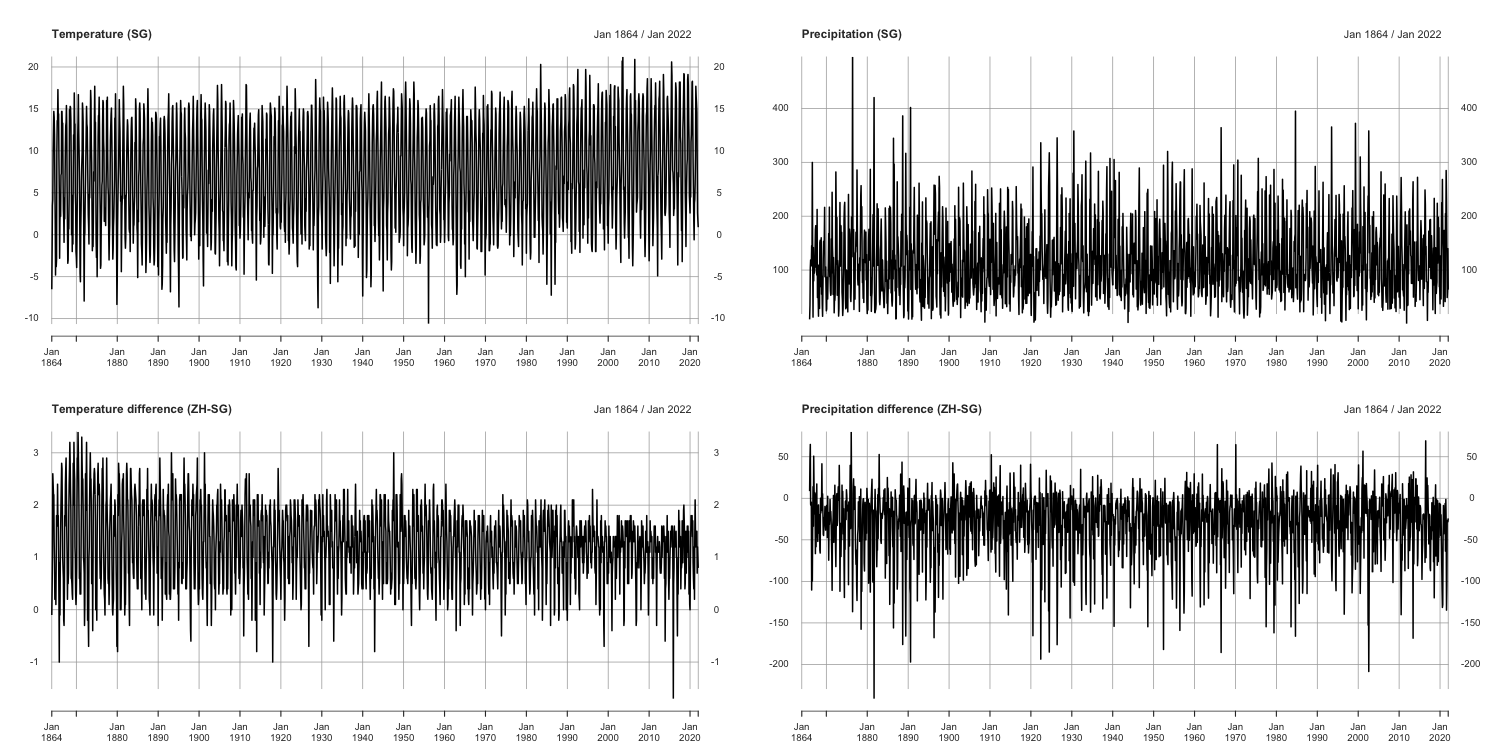 Temperature (SG) Jan 1864 / Jan 2022
20 20
15 15
10 10
5 5
0 0
-5 -5
-10 -10
Jan Jan Jan Jan Jan Jan Jan Jan Jan Jan Jan Jan Jan Jan Jan Jan
1864 1880 1890 1900 1910 1920 1930 1940 1950 1960 1970 1980 1990 2000 2010 2020
Precipitation (SG) Jan 1864 / Jan 2022
400 400
300 300
200 200
100 100
Jan Jan Jan Jan Jan Jan Jan Jan Jan Jan Jan Jan Jan Jan Jan Jan
1864 1880 1890 1900 1910 1920 1930 1940 1950 1960 1970 1980 1990 2000 2010 2020
Temperature difference (ZH-SG) Jan 1864 / Jan 2022
3 3
2 2
1 1
0 0
-1 -1
Jan Jan Jan Jan Jan Jan Jan Jan Jan Jan Jan Jan Jan Jan Jan Jan
1864 1880 1890 1900 1910 1920 1930 1940 1950 1960 1970 1980 1990 2000 2010 2020
Precipitation difference (ZH-SG) Jan 1864 / Jan 2022
50 50
0 0
-50 -50
-100 -100
-150 -150
-200 -200
Jan Jan Jan Jan Jan Jan Jan Jan Jan Jan Jan Jan Jan Jan Jan Jan
1864 1880 1890 1900 1910 1920 1930 1940 1950 1960 1970 1980 1990 2000 2010 2020